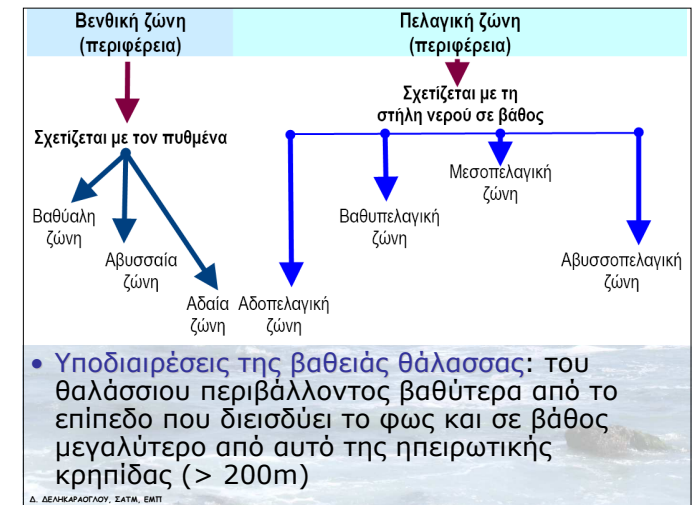 Βενθική ζώνη
(περιφέρεια)
Πελαγική ζώνη
(περιφέρεια)
Σχετίζεται με τον πυθμένα
Σχετίζεται με τη
στήλη νερού σε βάθος
Βαθύαλη
ζώνη
Αβυσσαία
ζώνη
Αδαία
ζώνη
Αδοπελαγική
ζώνη
Βαθυπελαγική
ζώνη
Μεσοπελαγική
ζώνη
Αβυσσοπελαγική
ζώνη
• Υποδιαιρέσεις της βαθειάς θάλασσας: του
θαλάσσιου περιβάλλοντος βαθύτερα από το
επίπεδο που διεισδύει το φως και σε βάθος
μεγαλύτερο από αυτό της ηπειρωτικής
κρηπίδας (> 200m)
Δ. ΔΕΛΗΚΑΡΑΟΓΛΟΥ, ΣΑΤΜ, ΕΜΠ